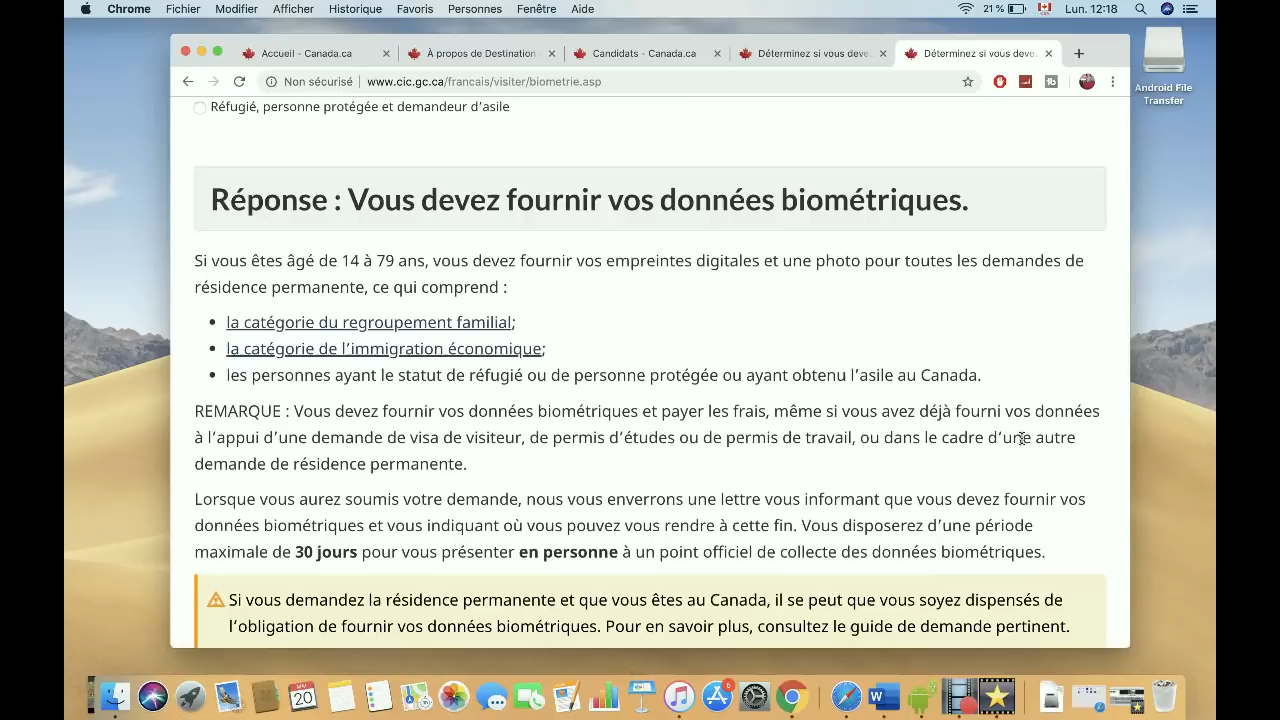 Chrome Fichier Modifier Afficher Historique Favoris Personnes Fenêtre Aide 21 % Lun. 12:18
Accueil - Canada.ca À propos de Destination Candidats - Canada.ca Déterminez si vous deve Déterminez si vous deve
Non sécurisé www.cic.gc.ca/francais/visiter/biometrie.asp
Android File
Transfer
Réfugié, personne protégée et demandeur d’asile
Réponse : Vous devez fournir vos données biométriques.
Si vous êtes âgé de 14 à 79 ans, vous devez fournir vos empreintes digitales et une photo pour toutes les demandes de
résidence permanente, ce qui comprend :
• la catégorie du regroupement familial;
• la catégorie de l’immigration économique;
• les personnes ayant le statut de réfugié ou de personne protégée ou ayant obtenu l’asile au Canada.
REMARQUE : Vous devez fournir vos données biométriques et payer les frais, même si vous avez déjà fourni vos données
à l’appui d’une demande de visa de visiteur, de permis d’études ou de permis de travail, ou dans le cadre d’une autre
demande de résidence permanente.
Lorsque vous aurez soumis votre demande, nous vous enverrons une lettre vous informant que vous devez fournir vos
données biométriques et vous indiquant où vous pouvez vous rendre à cette fin. Vous disposerez d’une période
maximale de 30 jours pour vous présenter en personne à un point officiel de collecte des données biométriques.
Si vous demandez la résidence permanente et que vous êtes au Canada, il se peut que vous soyez dispensés de
l’obligation de fournir vos données biométriques. Pour en savoir plus, consultez le guide de demande pertinent.
20